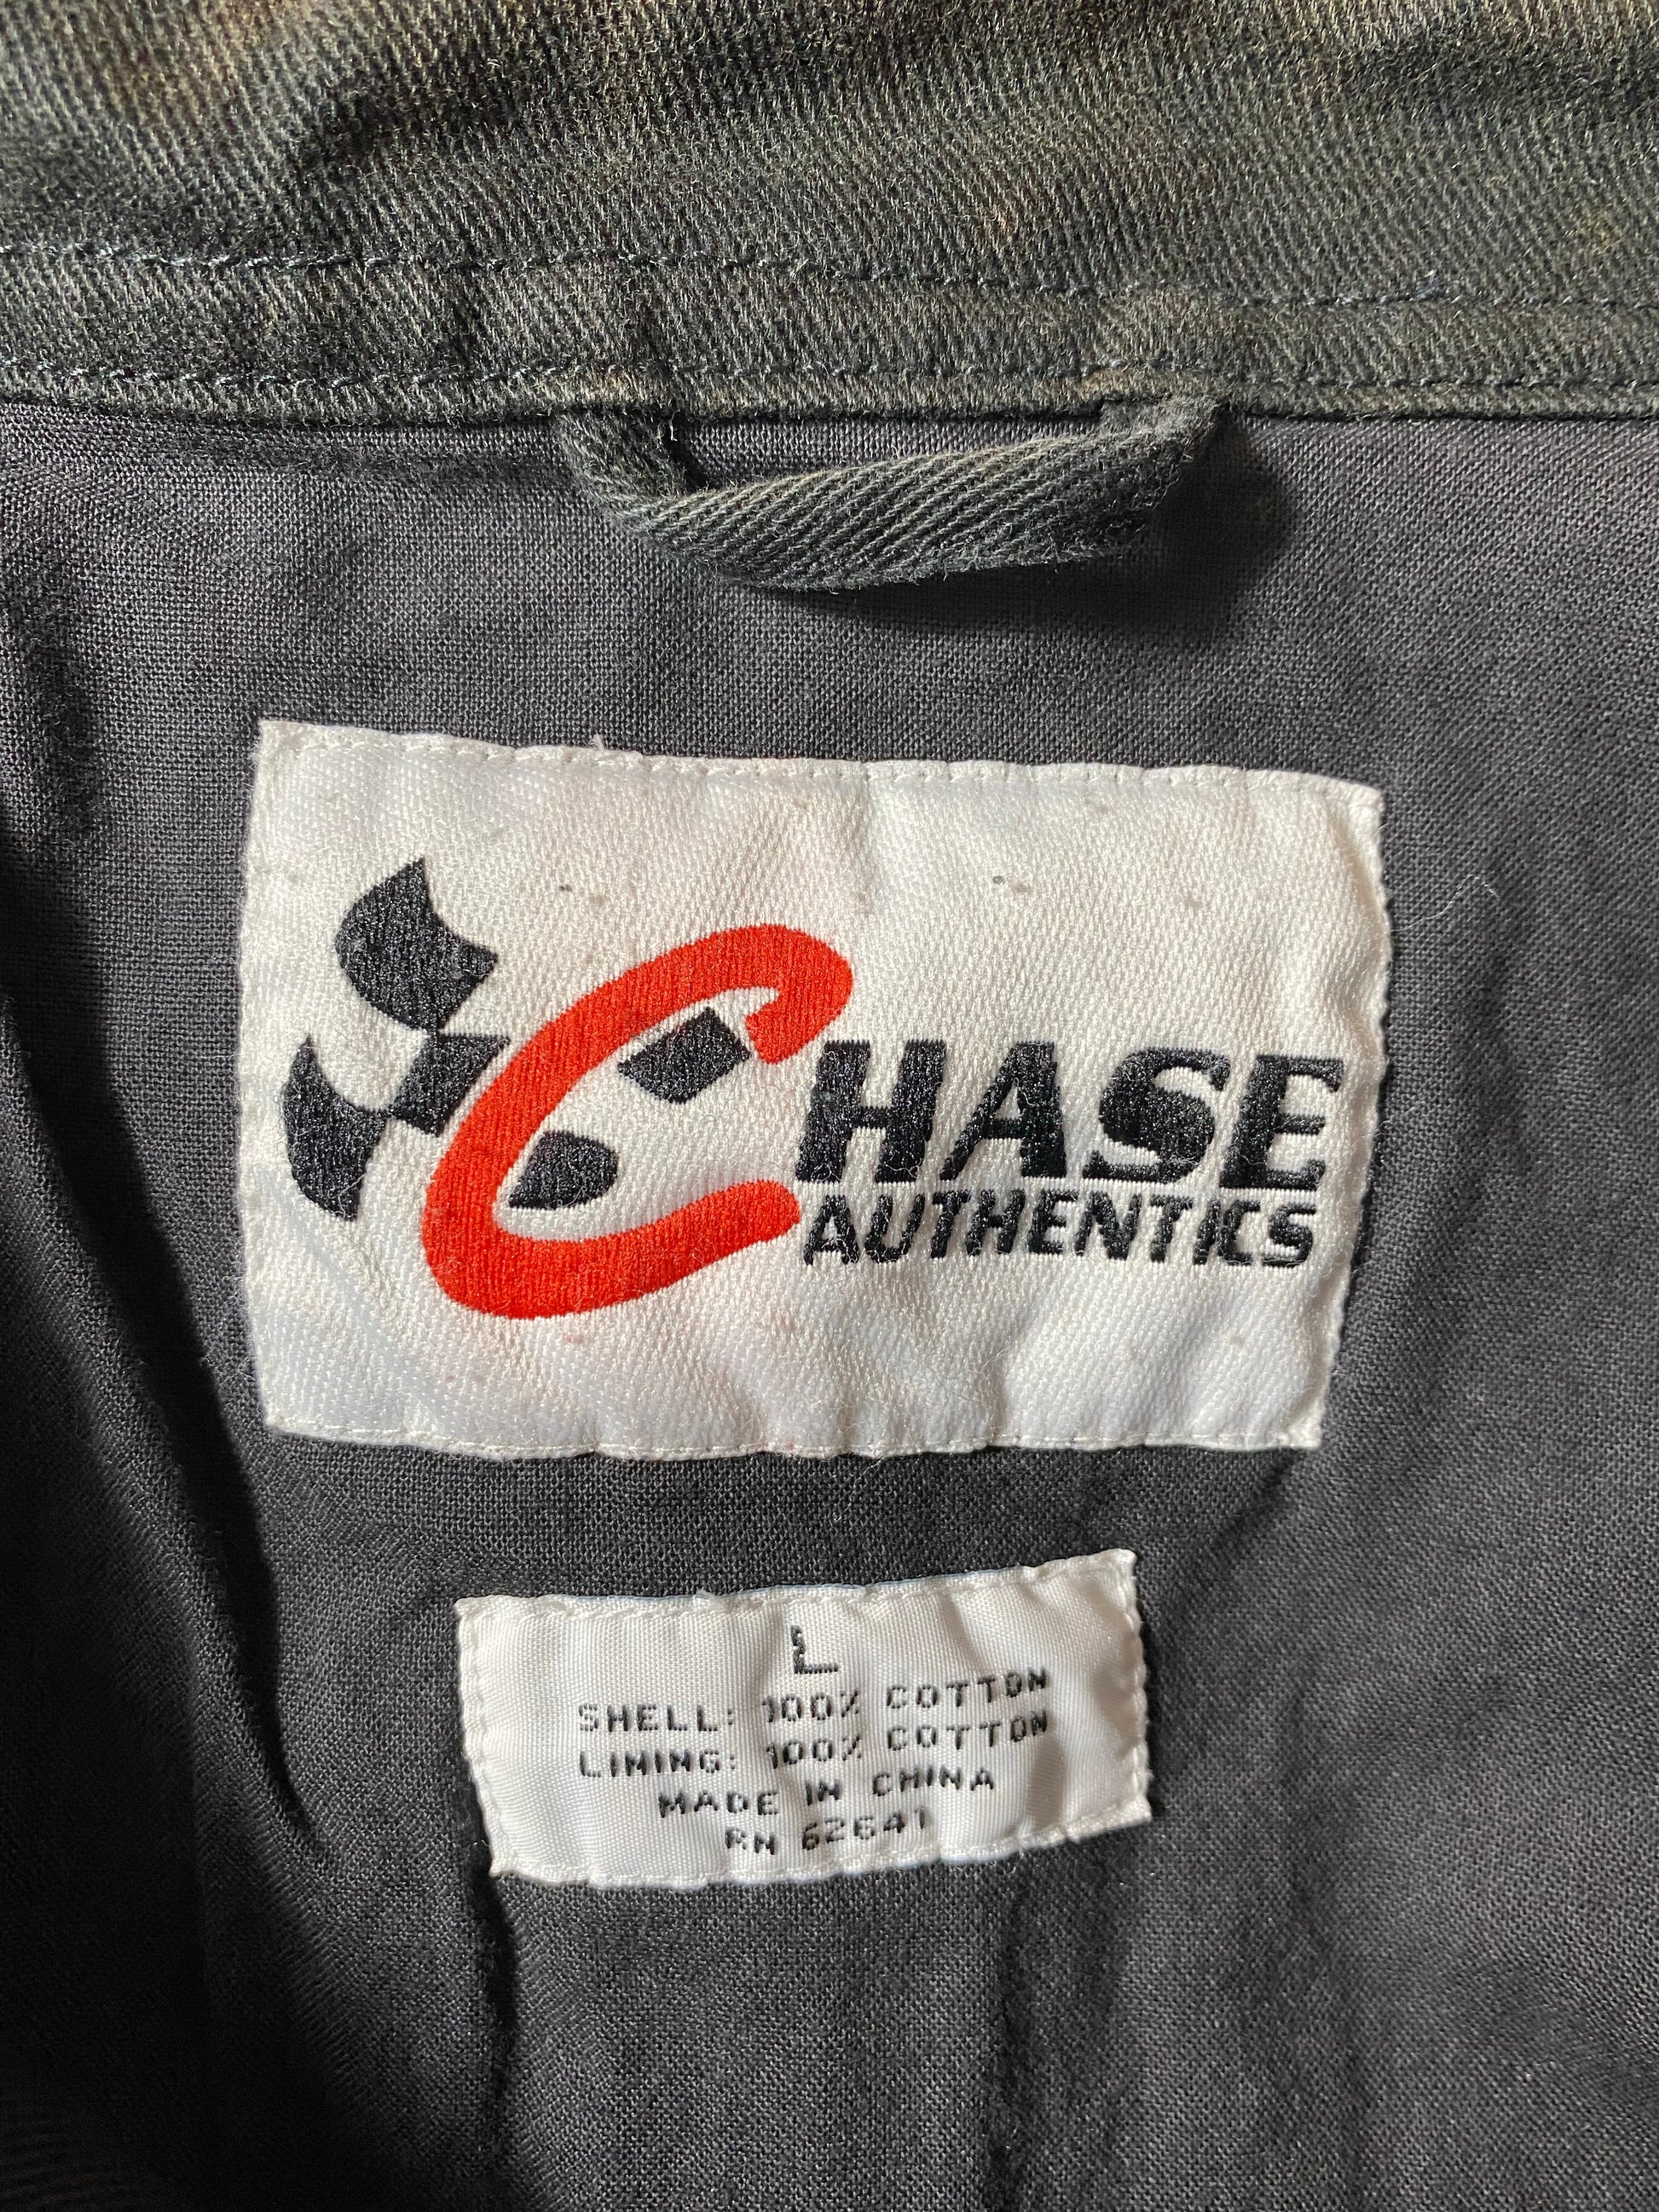 CHASE
AUTHENTICS
L
SHELL: 100% COTTON
LINING: 100% COTTON
MADE IN CHINA
RN 62641